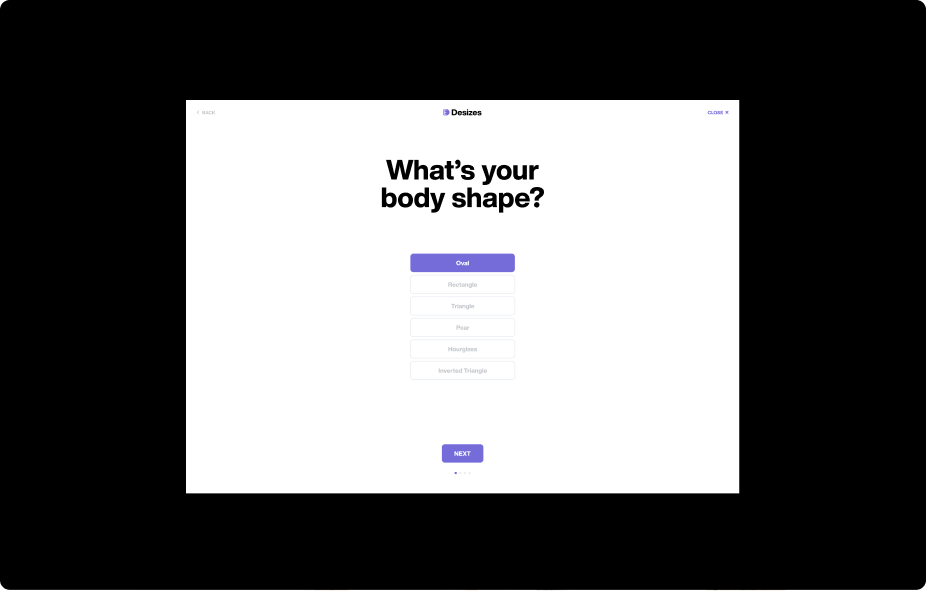 BACK
Desizes
CLOSE ×
What's your
body shape?
Oval
Rectangle
Triangle
Pear
Hourglass
Inverted Triangle
NEXT